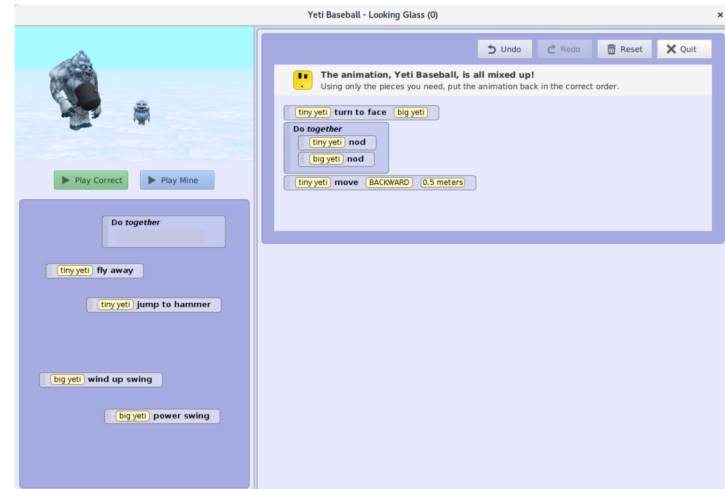 Yeti Baseball - Looking Glass (0)
×
Undo
Redo
Reset
Quit
The animation, Yeti Baseball, is all mixed up!
Using only the pieces you need, put the animation back in the correct order.
tiny yeti turn to face big yeti
Do together
tiny yeti nod
big yeti nod
tiny yeti move BACKWARD 0.5 meters
Play Correct
Play Mine
Do together
tiny yeti fly away
tiny yeti jump to hammer
big yeti wind up swing
big yeti power swing